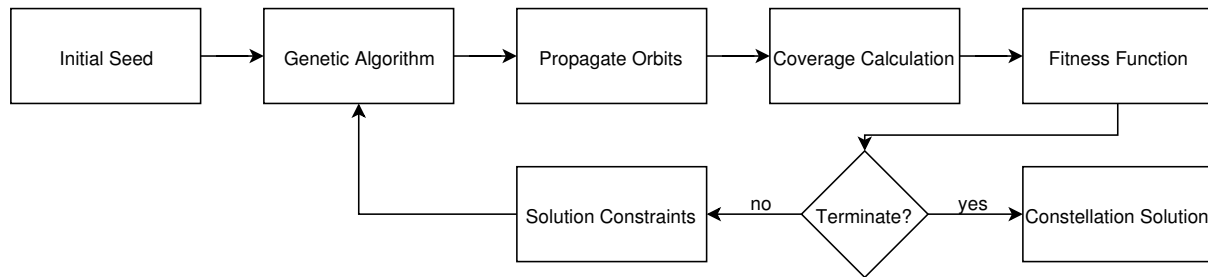 Initial Seed
Genetic Algorithm
Propagate Orbits
Coverage Calculation
Fitness Function
Solution Constraints
no
Terminate?
yes
Constellation Solution